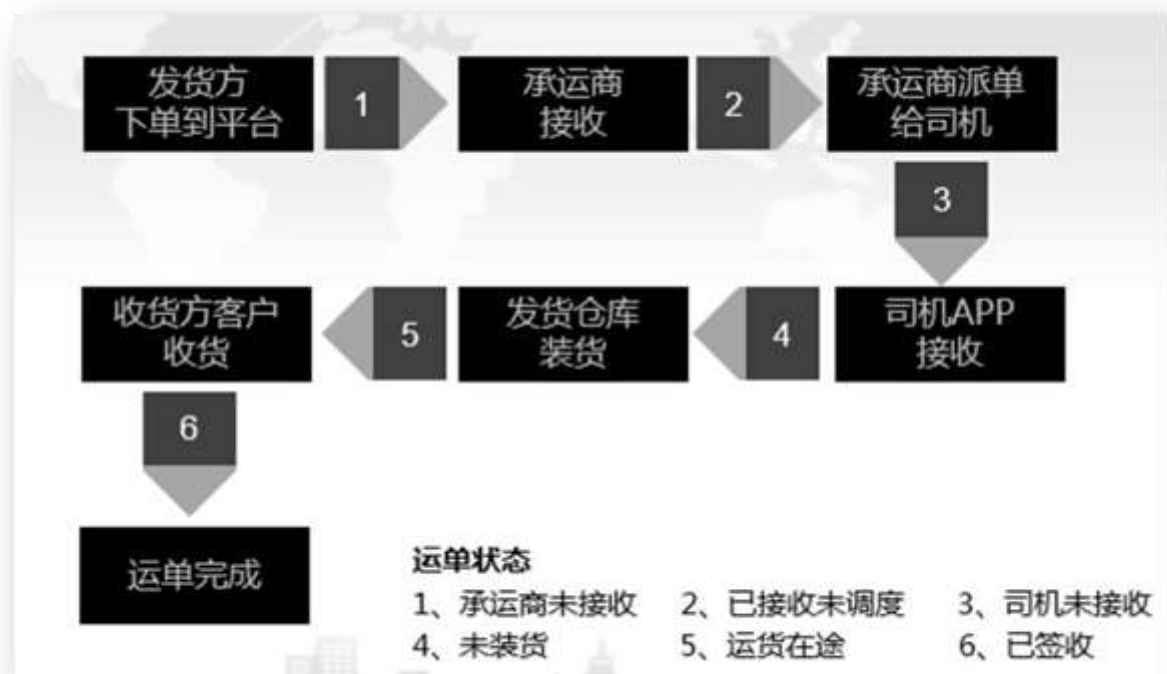 发货方
下单到平台
1
承运商
接收
2
承运商派单
给司机
3
司机APP
接收
4
发货仓库
装货
5
收货方客户
收货
6
运单完成
运单状态
1、承运商未接收 2、已接收未调度 3、司机未接收
4、未装货 5、运货在途 6、已签收